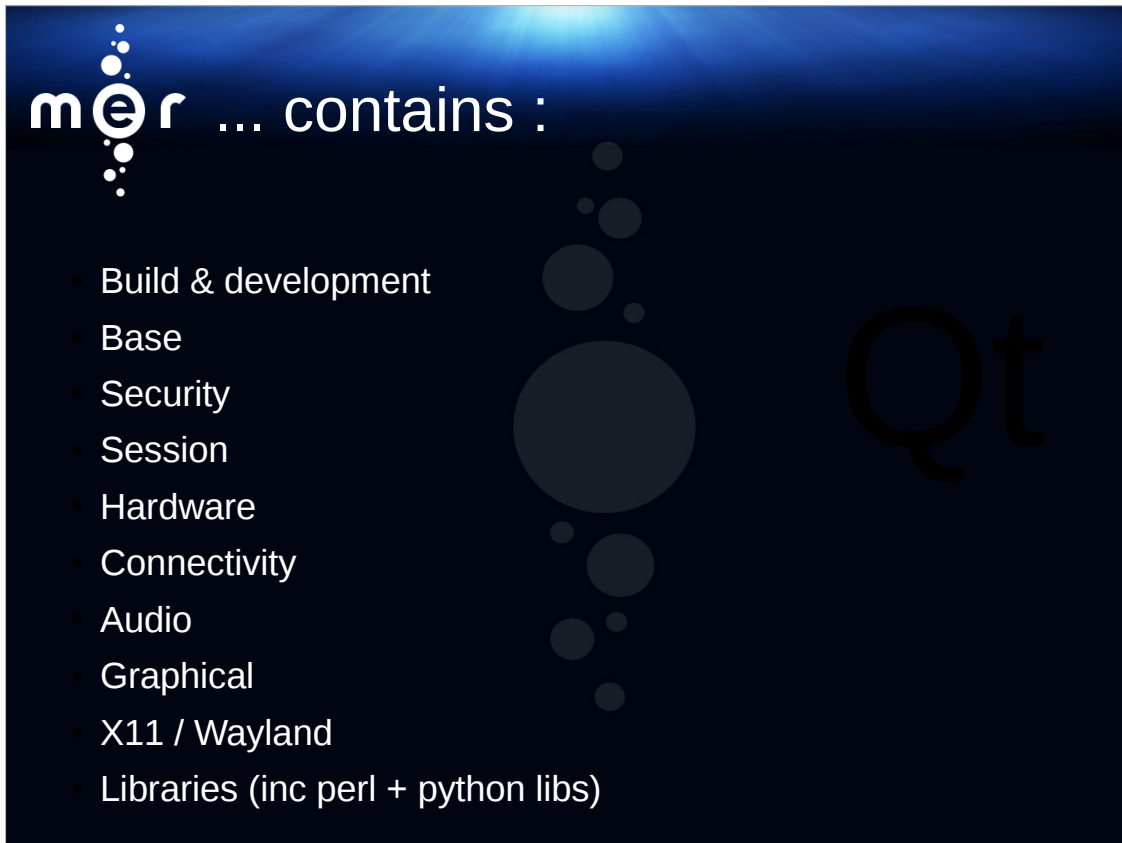 mer ... contains :
Build & development
Base
Security
Session
Hardware
Connectivity
Audio
Graphical
X11 / Wayland
Libraries (inc perl + python libs)
Qt